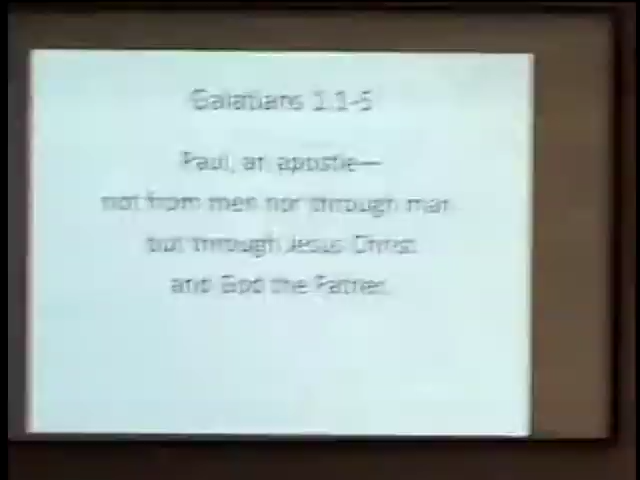 Galatians 1.1-5
Paul, an apostle—
not from men nor through man
but through Jesus Christ
and God the Father,